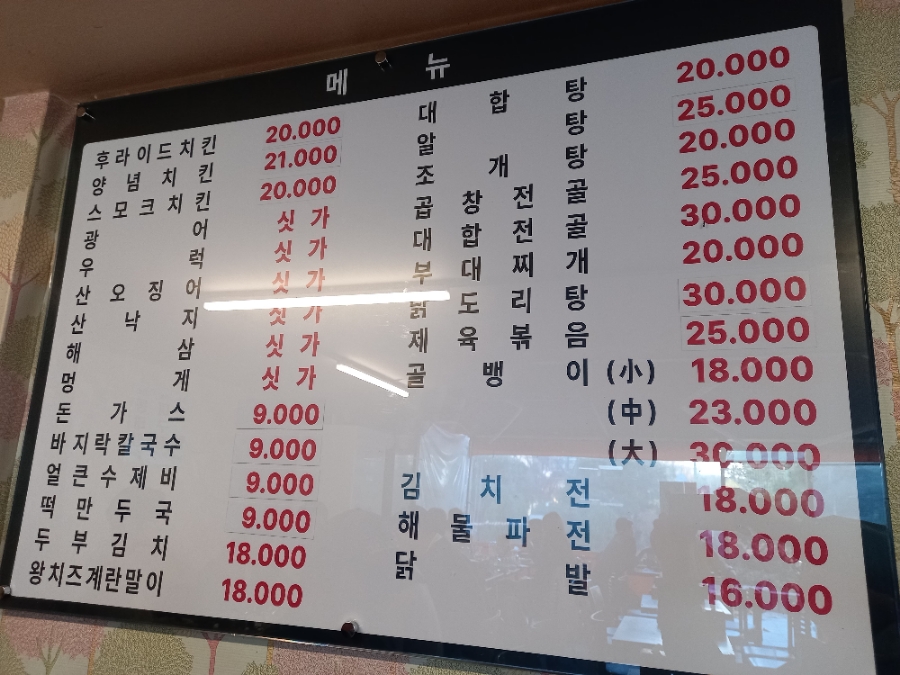 메 뉴
후라이드치킨 20.000
양 념 치 킨 21.000
스 모 크 치 킨 20.000
광 어 싯 가
우 럭 싯 가
산 오 징 어 싯 가
산 낙 지 싯 가
해 삼 싯 가
멍 게 싯 가
돈 가 스 9.000
바지락칼국수 9.000
얼 큰 수 제 비 9.000
떡 만 두 국 9.000
두 부 김 치 18.000
왕치즈계란말이 18.000
대 합 탕 20.000
알 탕 25.000
조 개 탕 20.000
곱 창 전 골 25.000
대 합 전 골 30.000
부 대 찌 개 20.000
닭 도 리 탕 30.000
제 육 볶 음 25.000
골 뱅 이 (小) 18.000
(中) 23.000
(大) 30.000
김 치 전 18.000
해 물 파 전 18.000
닭 발 16.000